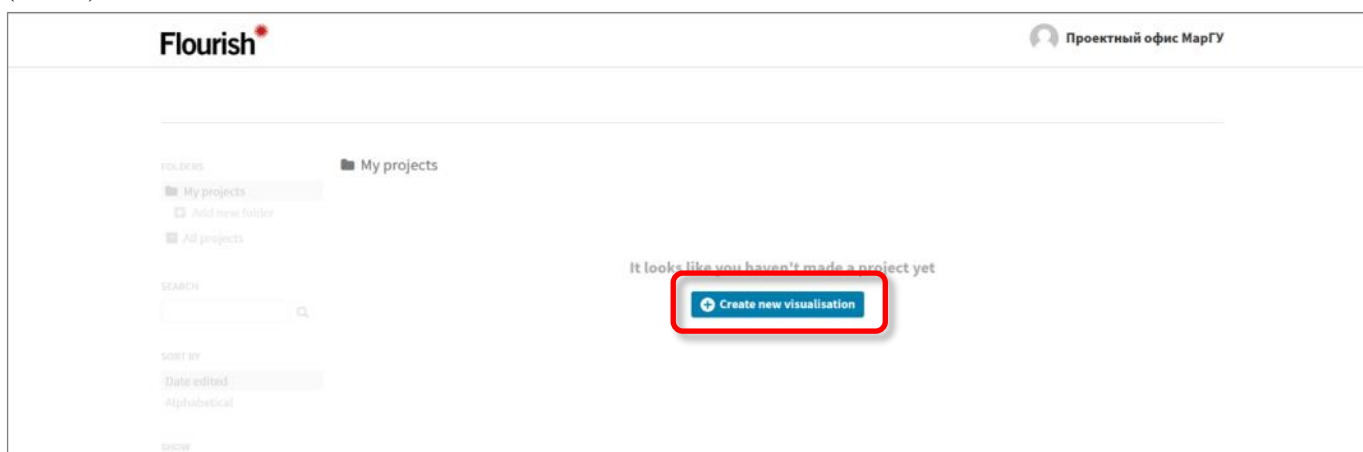 Flourish
Проектный офис МарГУ
FOLDERS
My projects
Add new folder
All projects
SEARCH
SORT BY
Date edited
Alphabetical
SHOW
My projects
It looks like you haven't made a project yet
Create new visualisation